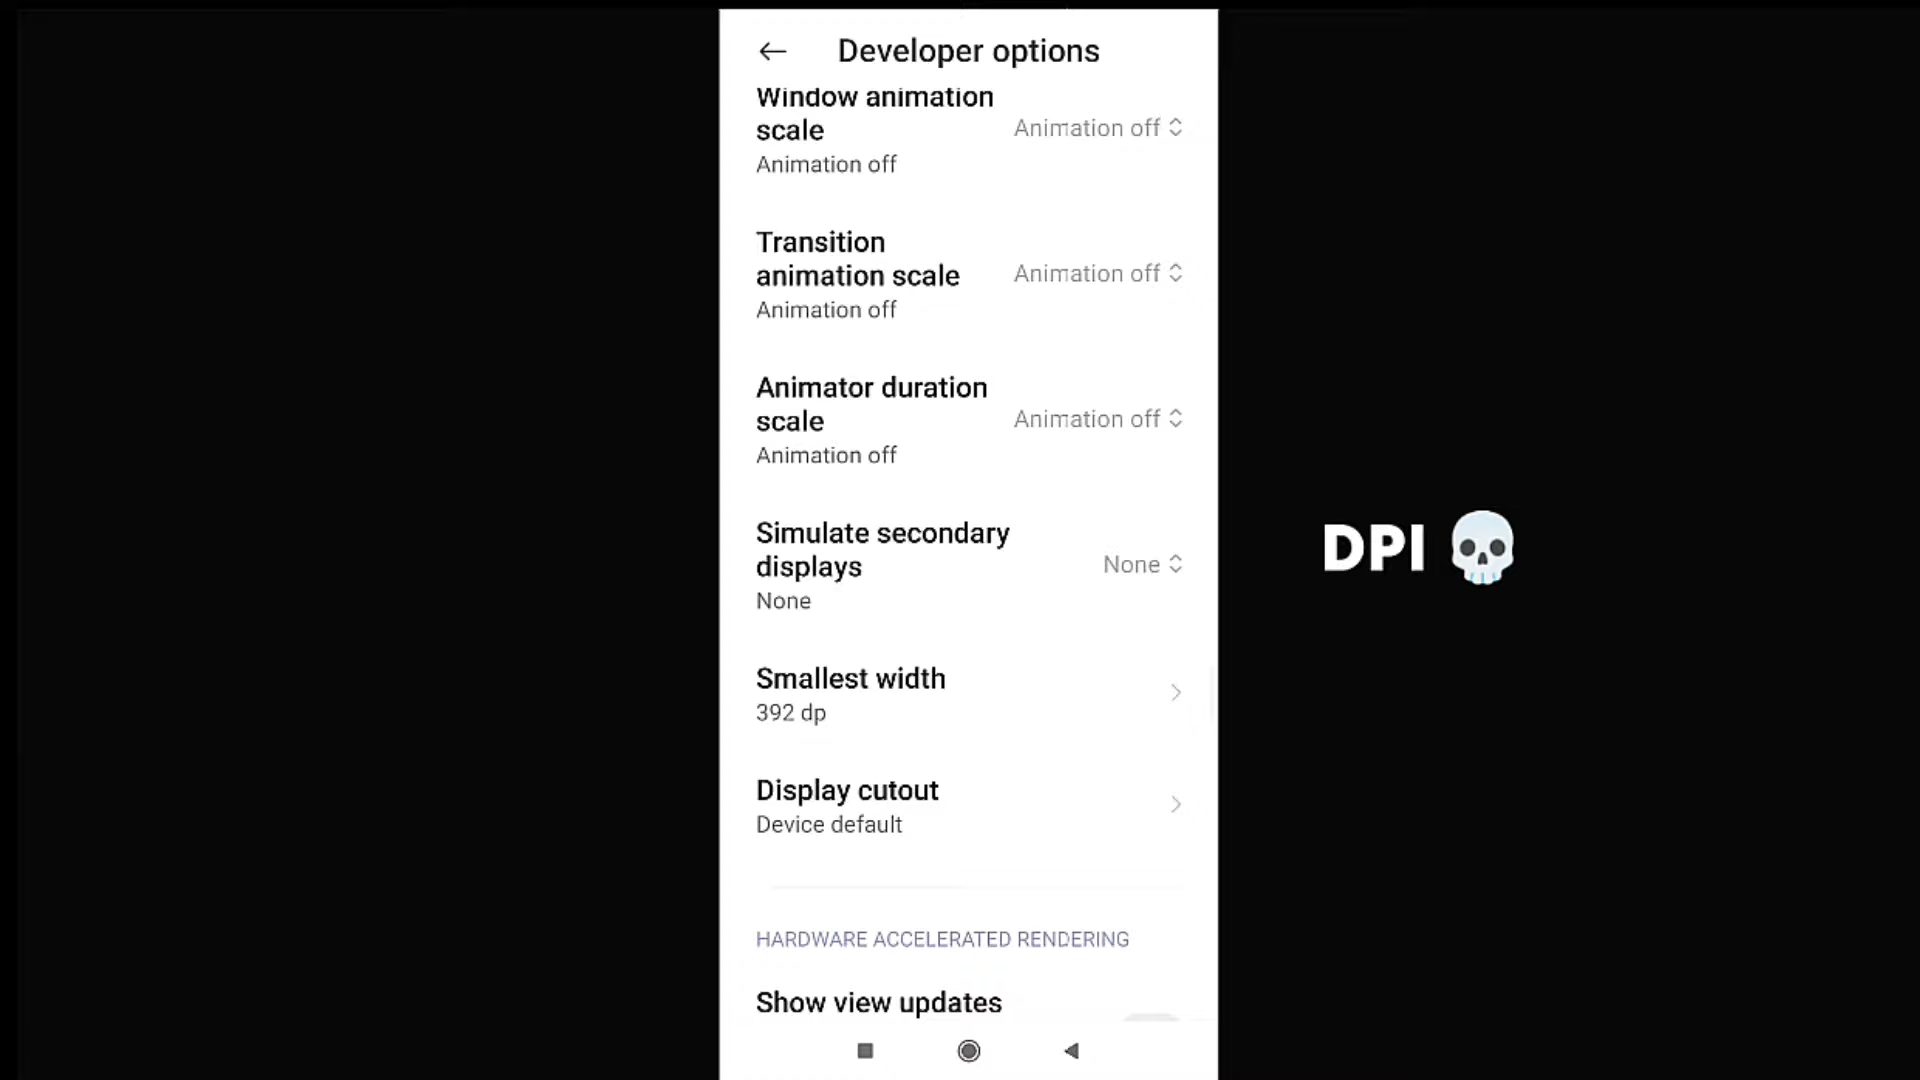 Developer options
Window animation
scale
Animation off
Animation off
Transition
animation scale
Animation off
Animation off
Animator duration
scale
Animation off
Animation off
Simulate secondary
displays
None
None
Smallest width
392 dp
Display cutout
Device default
HARDWARE ACCELERATED RENDERING
Show view updates
DPI 💀